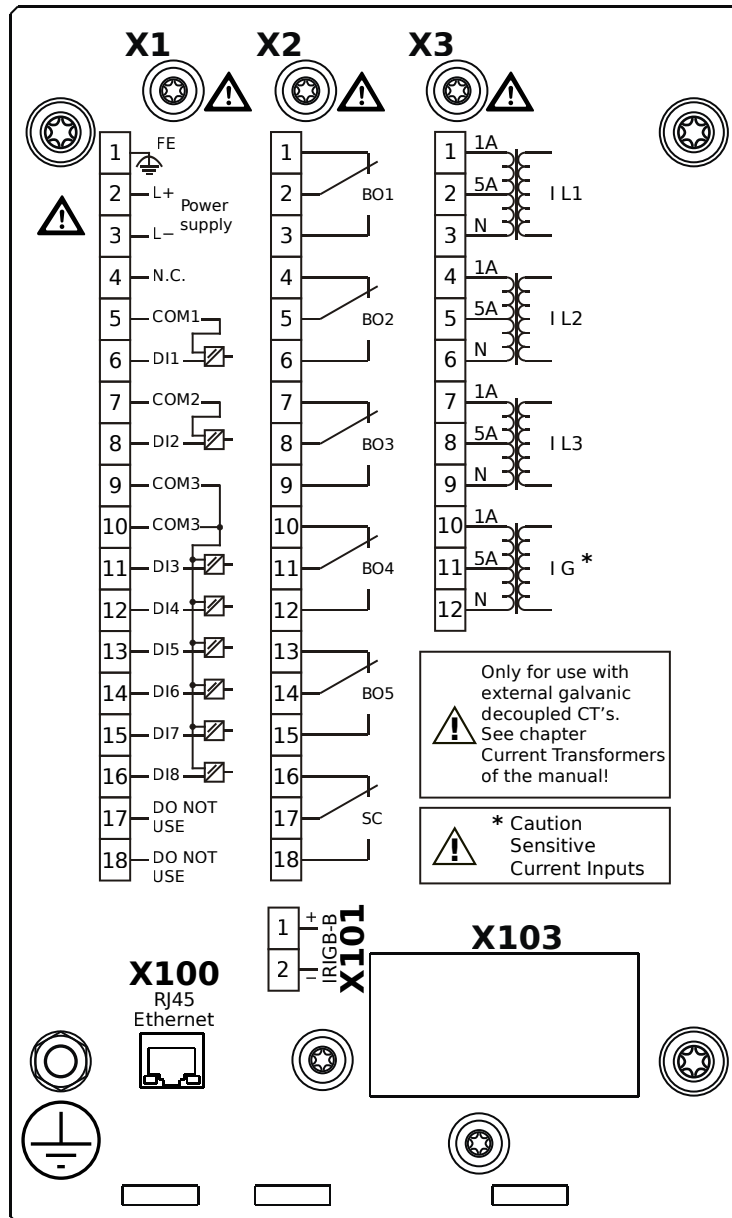 X1 X2 X3
1 FE
2 L+ Power
supply
3 L−
4 N.C.
5 COM1
6 DI1
7 COM2
8 DI2
9 COM3
10 COM3
11 DI3
12 DI4
13 DI5
14 DI6
15 DI7
16 DI8
17 DO NOT
USE
18 DO NOT
USE
1
2 BO1
3
4
5 BO2
6
7
8 BO3
9
10
11 BO4
12
13
14 BO5
15
16
17 SC
18
1 1A
2 5A I L1
3 N
4 1A
5 5A I L2
6 N
7 1A
8 5A I L3
9 N
10 1A
11 5A I G *
12 N
Only for use with
external galvanic
decoupled CT's.
See chapter
Current Transformers
of the manual!
* Caution
Sensitive
Current Inputs
1 +
2 −
IRIGB-B
X101
X100
RJ45
Ethernet
X103